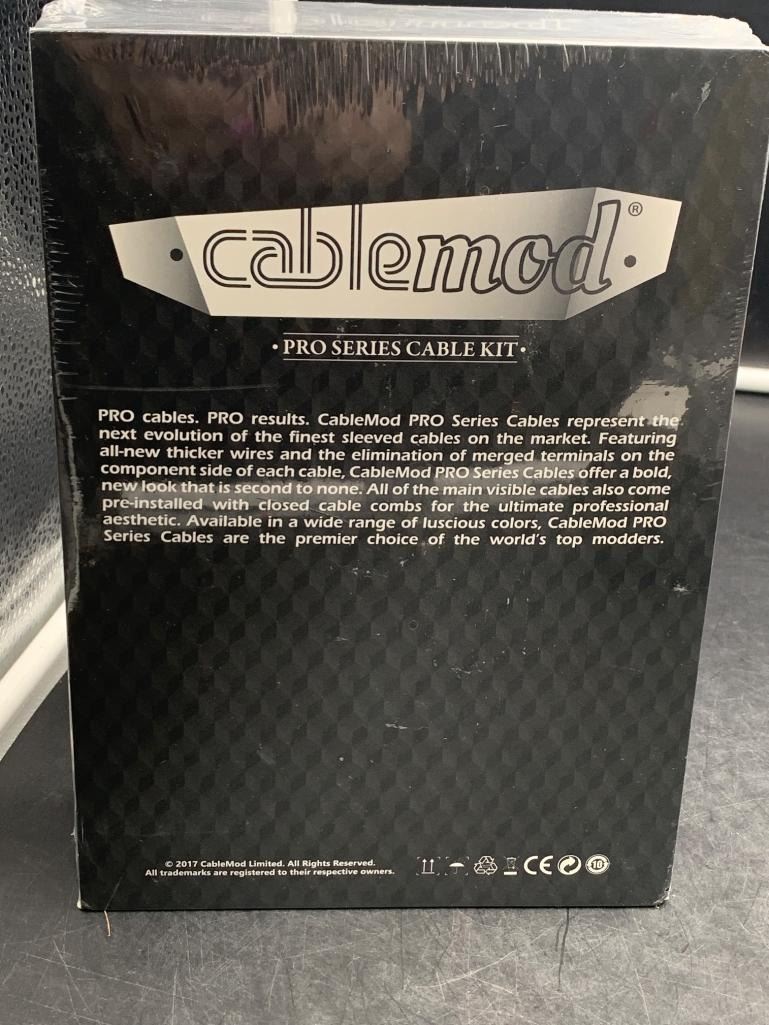 cablemod®
• PRO SERIES CABLE KIT •
PRO cables. PRO results. CableMod PRO Series Cables represent the
next evolution of the finest sleeved cables on the market. Featuring
all-new thicker wires and the elimination of merged terminals on the
component side of each cable, CableMod PRO Series Cables offer a bold,
new look that is second to none. All of the main visible cables also come
pre-installed with closed cable combs for the ultimate professional
aesthetic. Available in a wide range of luscious colors, CableMod PRO
Series Cables are the premier choice of the world's top modders.
© 2017 CableMod Limited. All Rights Reserved.
All trademarks are registered to their respective owners.
CE 10